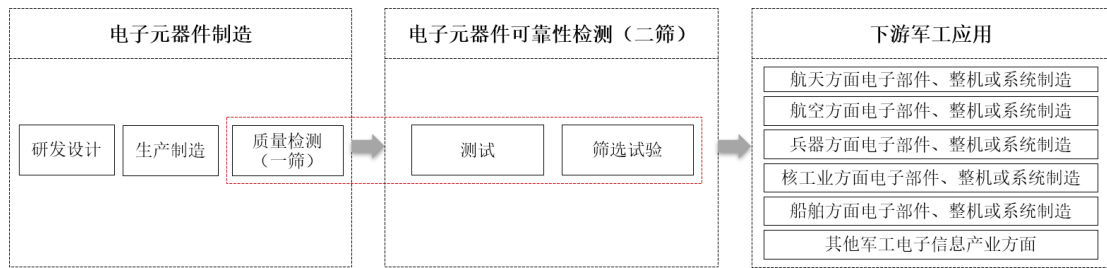 电子元器件制造
研发设计
生产制造
质量检测
（一筛）
电子元器件可靠性检测（二筛）
测试
筛选试验
下游军工应用
航天方面电子部件、整机或系统制造
航空方面电子部件、整机或系统制造
兵器方面电子部件、整机或系统制造
核工业方面电子部件、整机或系统制造
船舶方面电子部件、整机或系统制造
其他军工电子信息产业方面